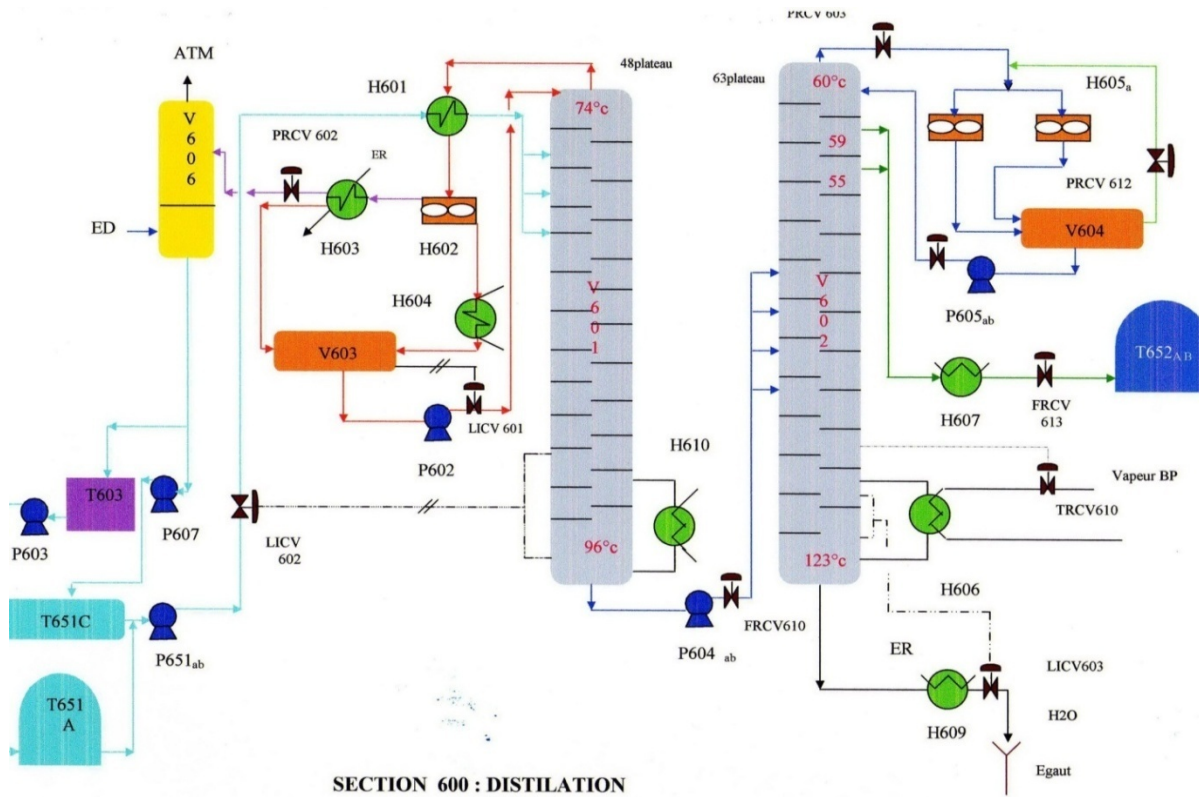 PRCV 603
ATM
H601
48plateau
63plateau
60°c
H605a
V
6
0
6
74°c
PRCV 602
ER
59
55
PRCV 612
ED
H603
H602
V604
H604
V
6
0
1
V
6
0
2
P605ab
T652AB
V603
LICV 601
H607
FRCV
613
P602
H610
T603
Vapeur BP
TRCV610
P603
P607
LICV
602
96°c
123°c
H606
T651C
P651ab
FRCV610
P604 ab
ER
LICV603
T651
A
H609
H2O
Egaut
SECTION 600 : DISTILATION